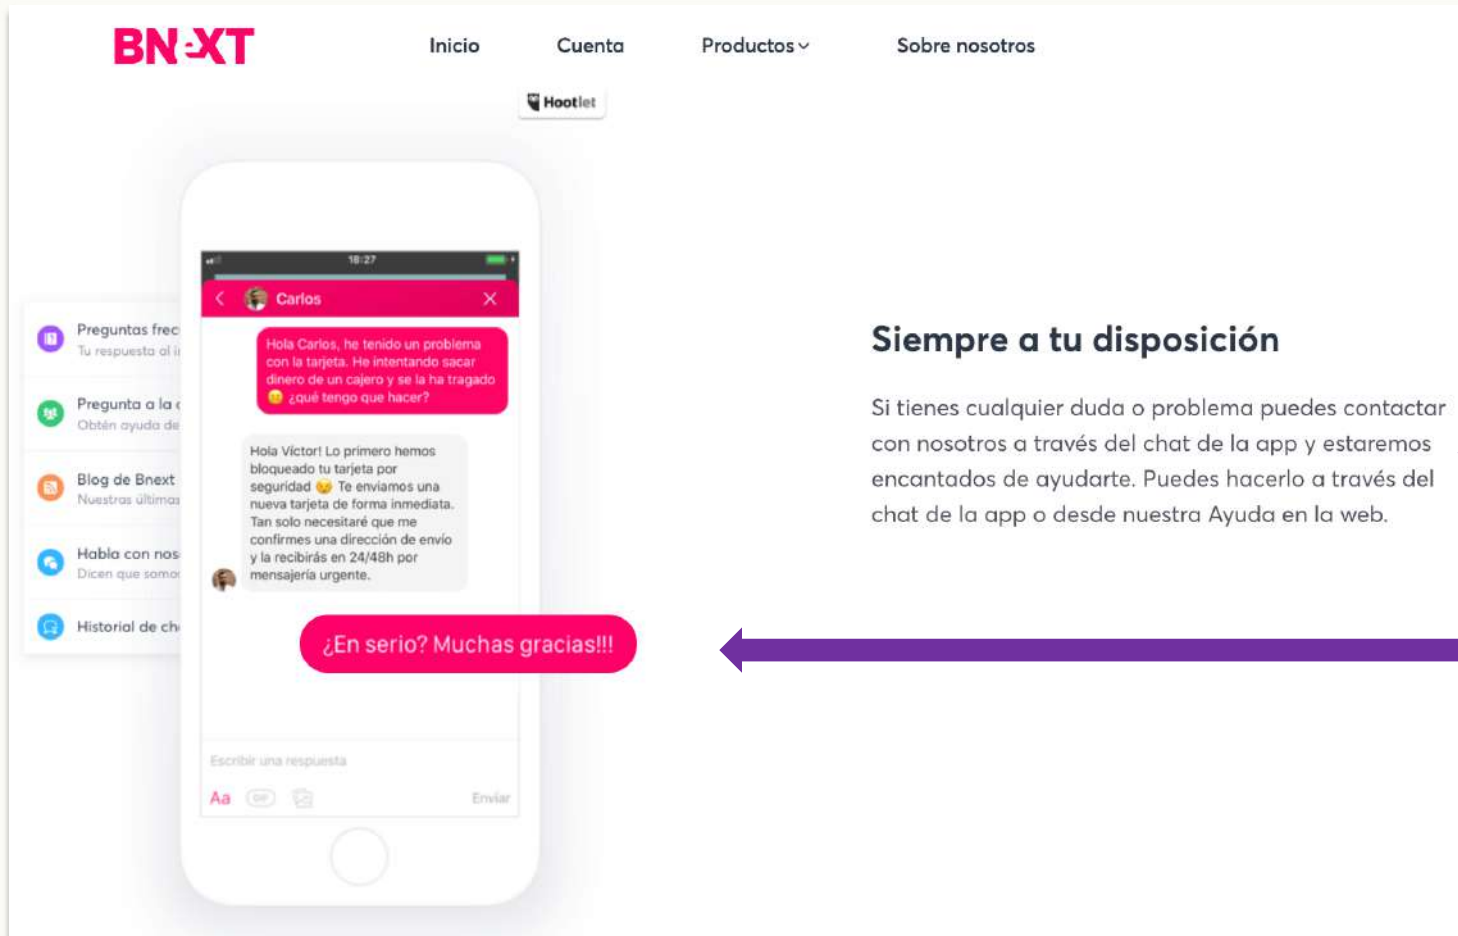 BNEXT
Inicio
Cuenta
Productos
Sobre nosotros
Hootlet
18:27
Carlos
Hola Carlos, he tenido un problema
con la tarjeta. He intentando sacar
dinero de un cajero y se la ha tragado
😐 ¿qué tengo que hacer?
Hola Víctor! Lo primero hemos
bloqueado tu tarjeta por
seguridad 😉 Te enviamos una
nueva tarjeta de forma inmediata.
Tan solo necesitaré que me
confirmes una dirección de envío
y la recibirás en 24/48h por
mensajería urgente.
¿En serio? Muchas gracias!!!
Escribir una respuesta
Aa
GIF
Enviar
Preguntas
Tu respuesta al
Pregunta a la
Obtén ayuda de
Blog de Bnext
Nuestras últimas
Habla con
Dicen que
Historial de
Siempre a tu disposición
Si tienes cualquier duda o problema puedes contactar
con nosotros a través del chat de la app y estaremos
encantados de ayudarte. Puedes hacerlo a través del
chat de la app o desde nuestra Ayuda en la web.